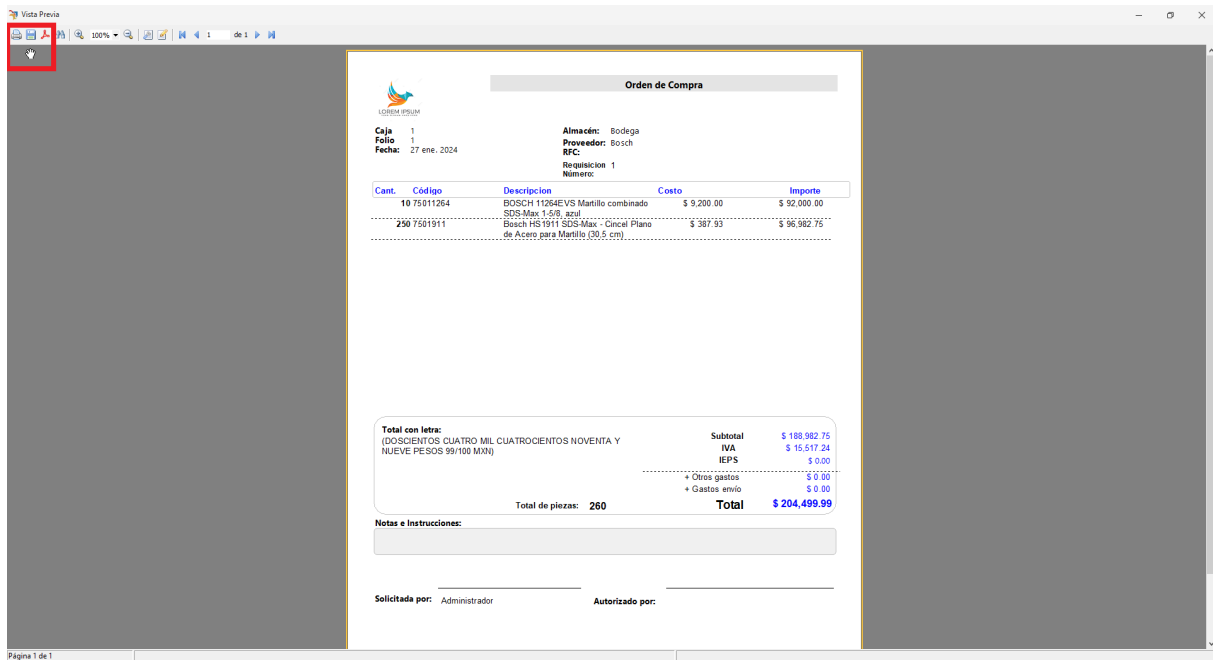 Vista Previa
100% 1 de 1
Orden de Compra
LOREM IPSUM
Caja 1 Almacén: Bodega
Folio 1 Proveedor: Bosch
Fecha: 27 ene. 2024 RFC:
Requisicion 1
Número:
Cant. Código Descripcion Costo Importe
10 75011264 BOSCH 11264EVS Martillo combinado $ 9,200.00 $ 92,000.00
SDS-Max 1-5/8, azul
250 7501911 Bosch HS1911 SDS-Max - Cincel Plano $ 387.93 $ 96,982.75
de Acero para Martillo (30,5 cm)
Total con letra:
(DOSCIENTOS CUATRO MIL CUATROCIENTOS NOVENTA Y
NUEVE PESOS 99/100 MXN)
Subtotal $ 188,982.75
IVA $ 15,517.24
IEPS $ 0.00
+ Otros gastos $ 0.00
+ Gastos envío $ 0.00
Total de piezas: 260 Total $ 204,499.99
Notas e Instrucciones:
Solicitada por: Administrador Autorizado por:
Página 1 de 1